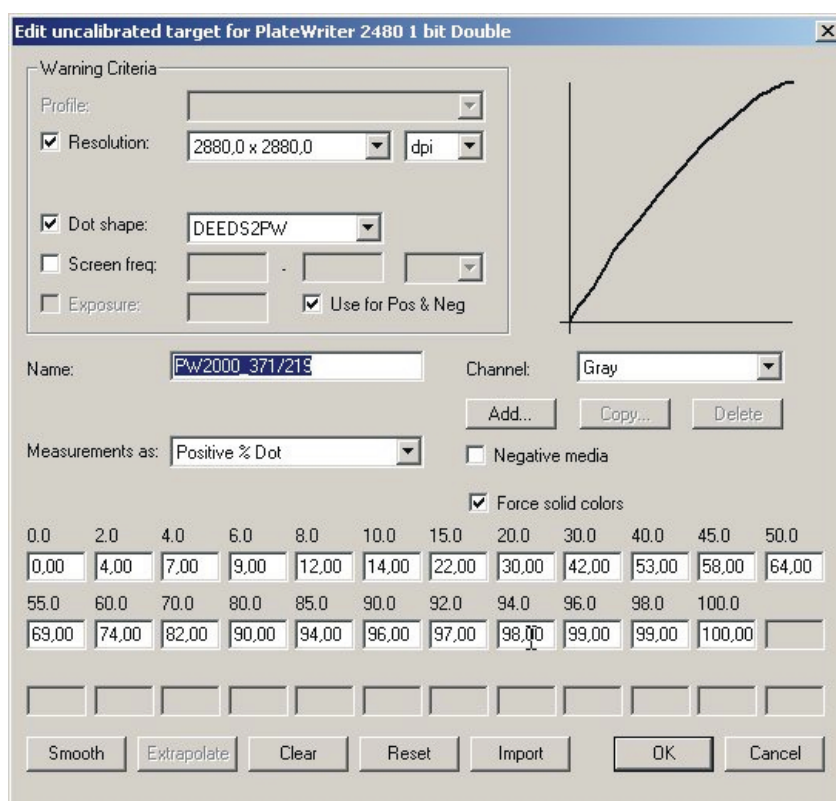 Edit uncalibrated target for PlateWriter 2480 1 bit Double
Warning Criteria
Profile:
Resolution: 2880,0 x 2880,0 dpi
Dot shape: DEEDS2PW
Screen freq: -
Exposure: Use for Pos & Neg
Name: PW2000_371/219 Channel: Gray
Add... Copy... Delete
Measurements as: Positive % Dot Negative media
Force solid colors
0.0 2.0 4.0 6.0 8.0 10.0 15.0 20.0 30.0 40.0 45.0 50.0
0,00 4,00 7,00 9,00 12,00 14,00 22,00 30,00 42,00 53,00 58,00 64,00
55.0 60.0 70.0 80.0 85.0 90.0 92.0 94.0 96.0 98.0 100.0
69,00 74,00 82,00 90,00 94,00 96,00 97,00 98,00 99,00 99,00 100,00
Smooth Extrapolate Clear Reset Import OK Cancel